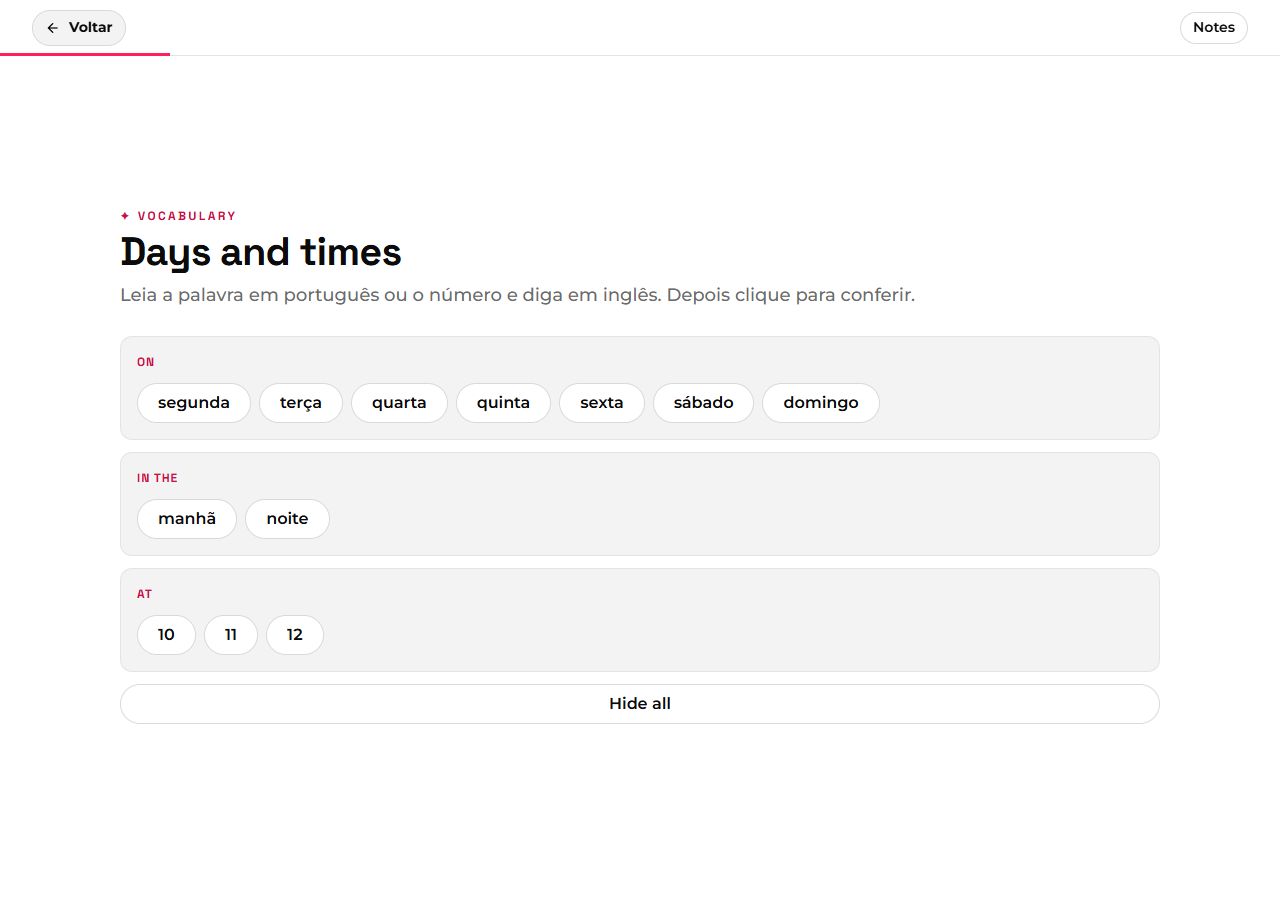 Voltar
Notes
VOCABULARY
Days and times
Leia a palavra em português ou o número e diga em inglês. Depois clique para conferir.
ON
segunda terça quarta quinta sexta sábado domingo
IN THE
manhã noite
AT
10 11 12
Hide all